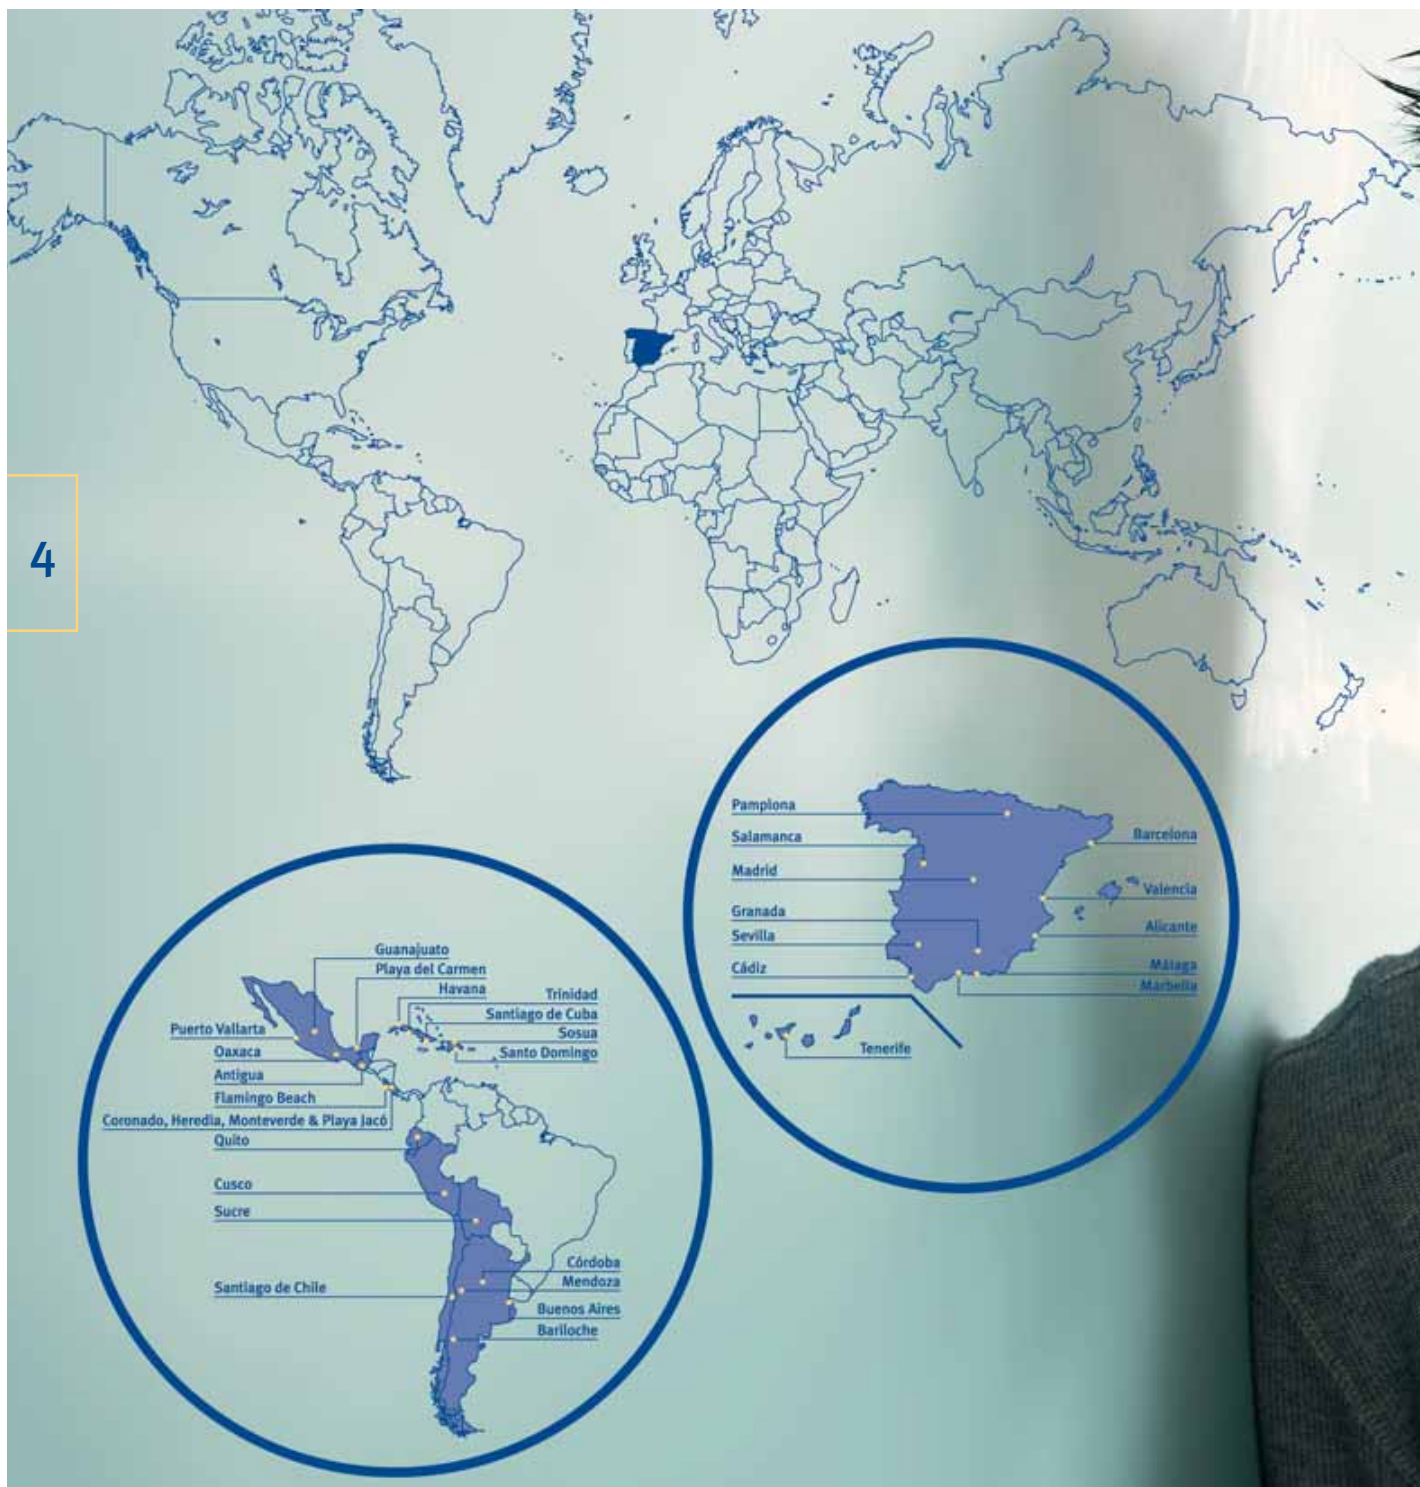 4
Pamplona
Salamanca
Barcelona
Madrid
Valencia
Granada
Alicante
Sevilla
Cádiz
Málaga
Marbella
Tenerife
Guanajuato
Playa del Carmen
Havana
Trinidad
Santiago de Cuba
Puerto Vallarta
Sosua
Oaxaca
Santo Domingo
Antigua
Flamingo Beach
Coronado, Heredia, Monteverde & Playa Jacó
Quito
Cusco
Sucre
Córdoba
Mendoza
Santiago de Chile
Buenos Aires
Bariloche